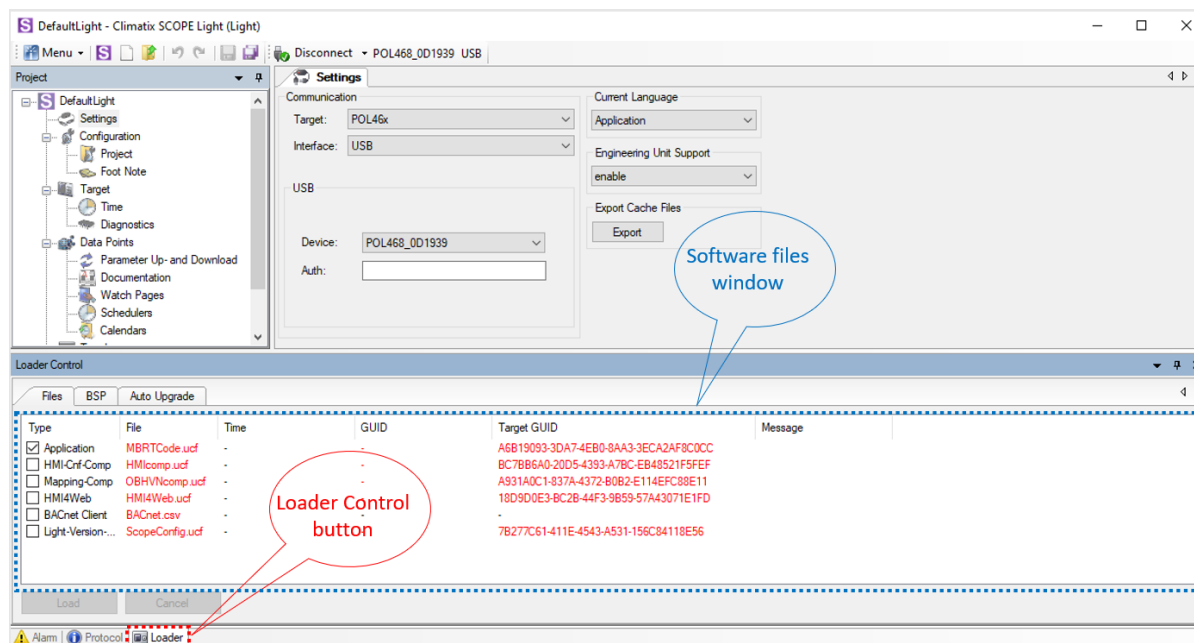 DefaultLight - Climatix SCOPE Light (Light)
Menu
Disconnect POL468_0D1939 USB
Project
DefaultLight
Settings
Configuration
Project
Foot Note
Target
Time
Diagnostics
Data Points
Parameter Up- and Download
Documentation
Watch Pages
Schedulers
Calendars
Settings
Communication
Target: POL46x
Interface: USB
USB
Device: POL468_0D1939
Auth:
Current Language
Application
Engineering Unit Support
enable
Export Cache Files
Export
Software files
window
Loader Control
Files BSP Auto Upgrade
Type File Time GUID Target GUID Message
Application MBRTCode.ucf - - A6B19093-3DA7-4EB0-8AA3-3ECA2AF8C0CC
HMI-Cnf-Comp HMIcomp.ucf - - BC7BB6A0-20D5-4393-A7BC-EB48521F5FEF
Mapping-Comp OBHVNcomp.ucf - - A931A0C1-837A-4372-B0B2-E114EFC88E11
HMI4Web HMI4Web.ucf - - 18D9D0E3-BC2B-44F3-9B59-57A43071E1FD
BACnet Client BACnet.csv - - -
Light-Version-... ScopeConfig.ucf - - 7B277C61-411E-4543-A531-156C84118E56
Loader Control
button
Load Cancel
Alarm Protocol Loader